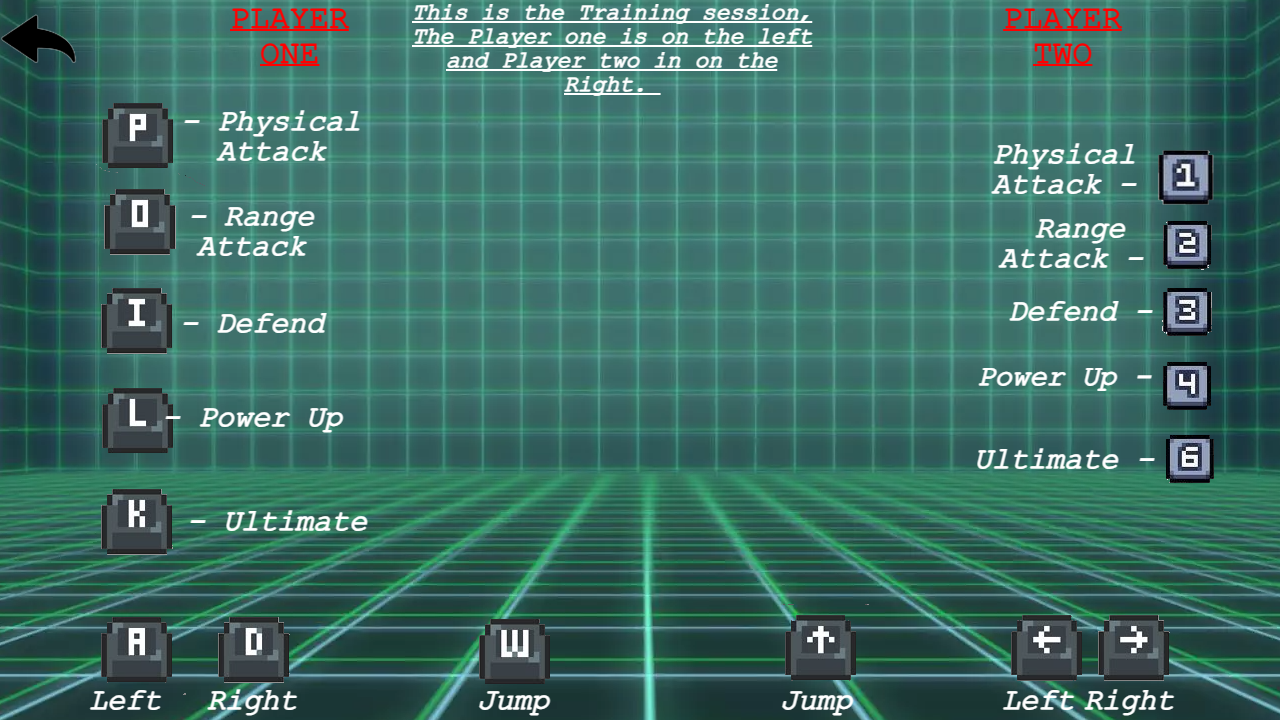 PLAYER
ONE
This is the Training session,
The Player one is on the left
and Player two in on the
Right.
PLAYER
TWO
P - Physical
Attack
O - Range
Attack
I - Defend
L - Power Up
K - Ultimate
Physical
Attack - 1
Range
Attack - 2
Defend - 3
Power Up - 4
Ultimate - 6
A D W ↑ ← →
Left Right Jump Jump Left Right